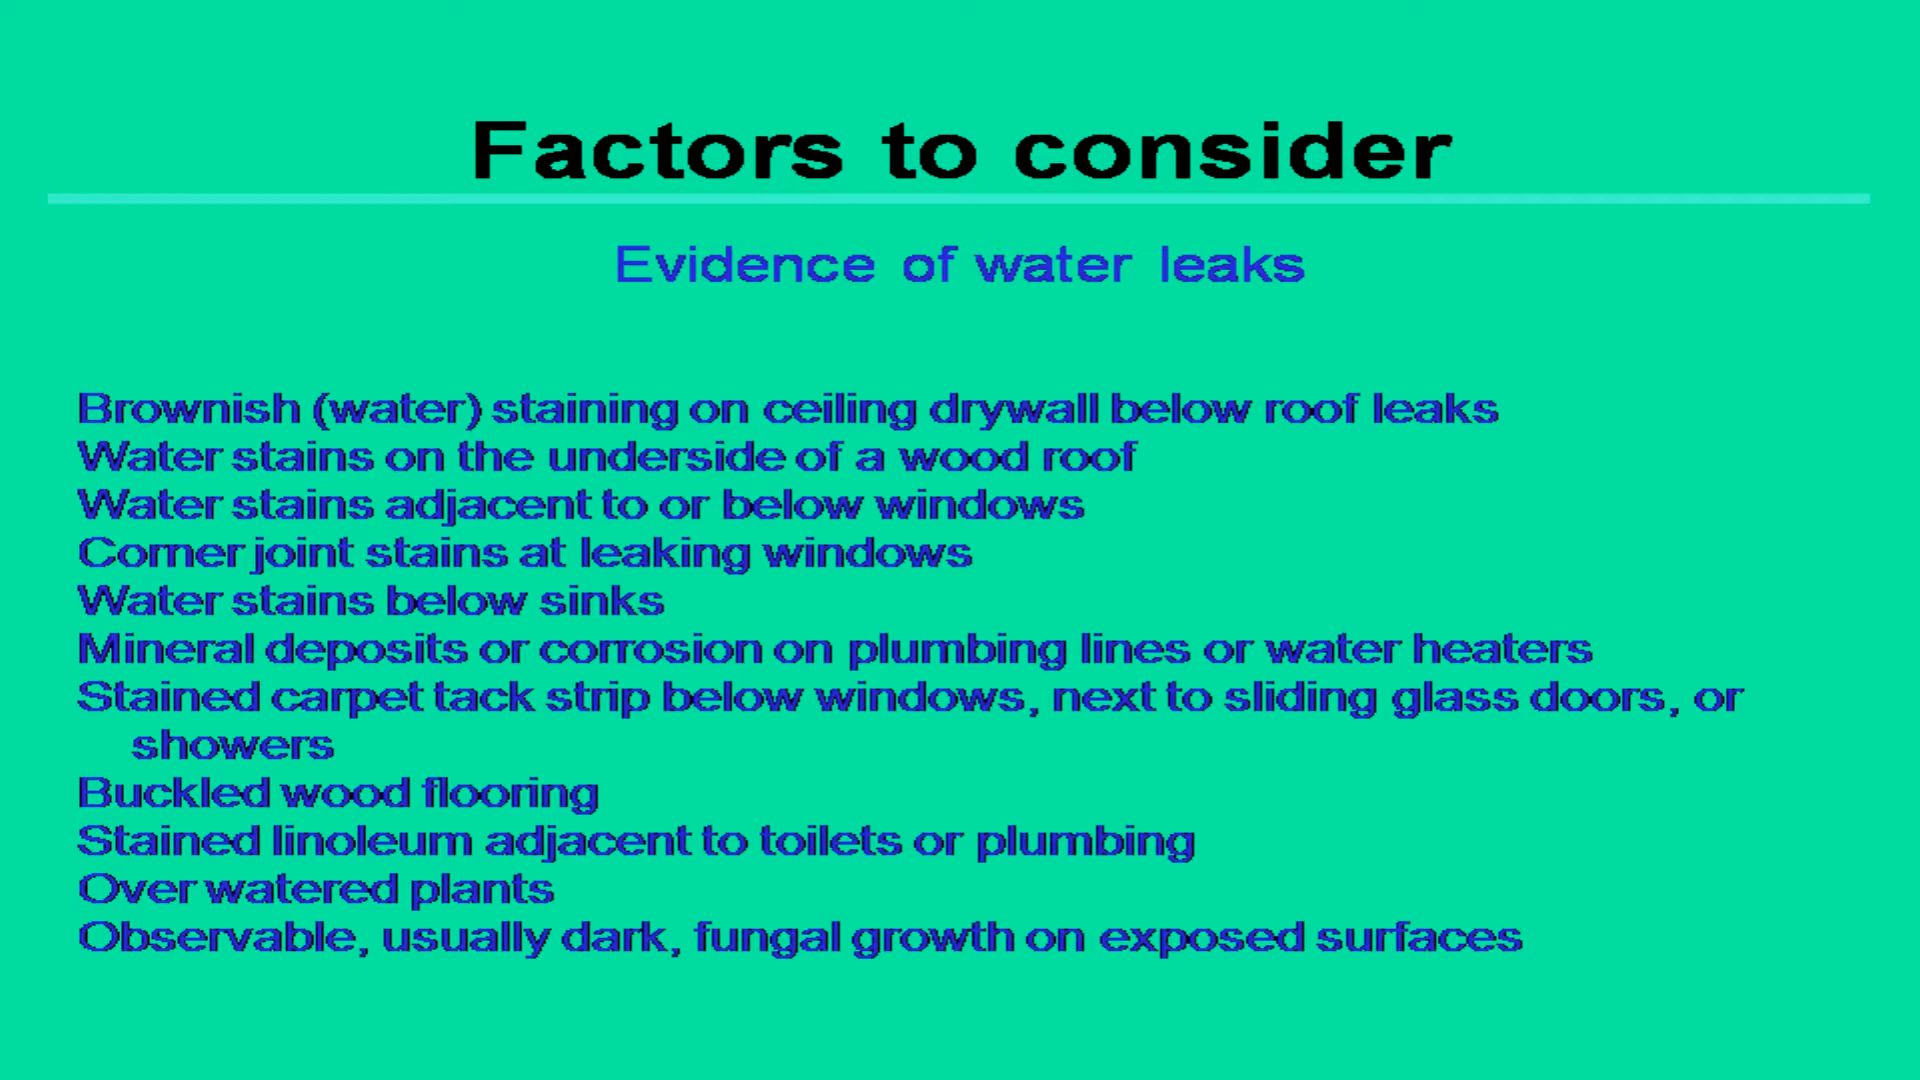 Factors to consider
Evidence of water leaks
Brownish (water) staining on ceiling drywall below roof leaks
Water stains on the underside of a wood roof
Water stains adjacent to or below windows
Corner joint stains at leaking windows
Water stains below sinks
Mineral deposits or corrosion on plumbing lines or water heaters
Stained carpet tack strip below windows, next to sliding glass doors, or
showers
Buckled wood flooring
Stained linoleum adjacent to toilets or plumbing
Over watered plants
Observable, usually dark, fungal growth on exposed surfaces